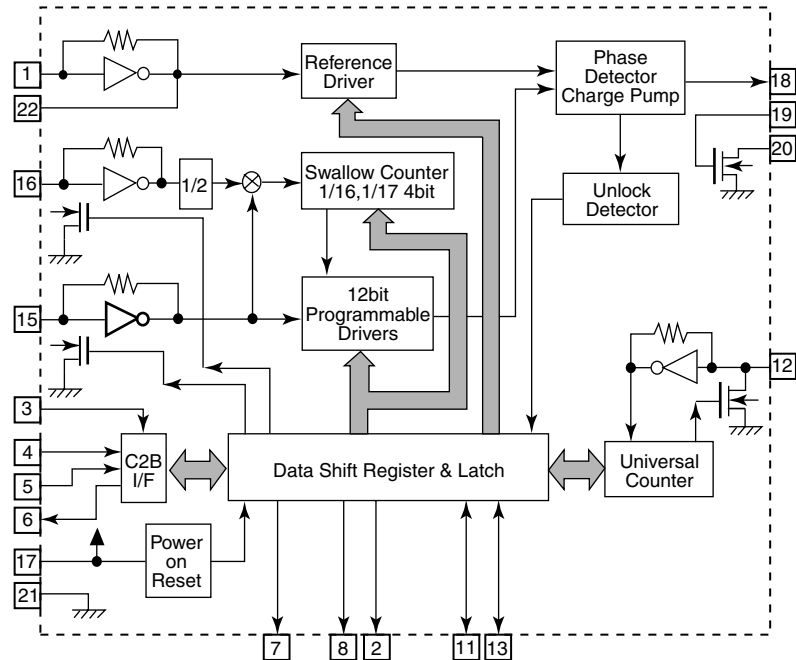 1
Reference
Driver
Phase
Detector
Charge Pump
18
22
19
20
16
1/2
Swallow Counter
1/16,1/17 4bit
Unlock
Detector
15
12bit
Programmable
Drivers
12
3
4
5
6
C2B
I/F
Data Shift Register & Latch
Universal
Counter
17
Power
on
Reset
21
7
8
2
11
13